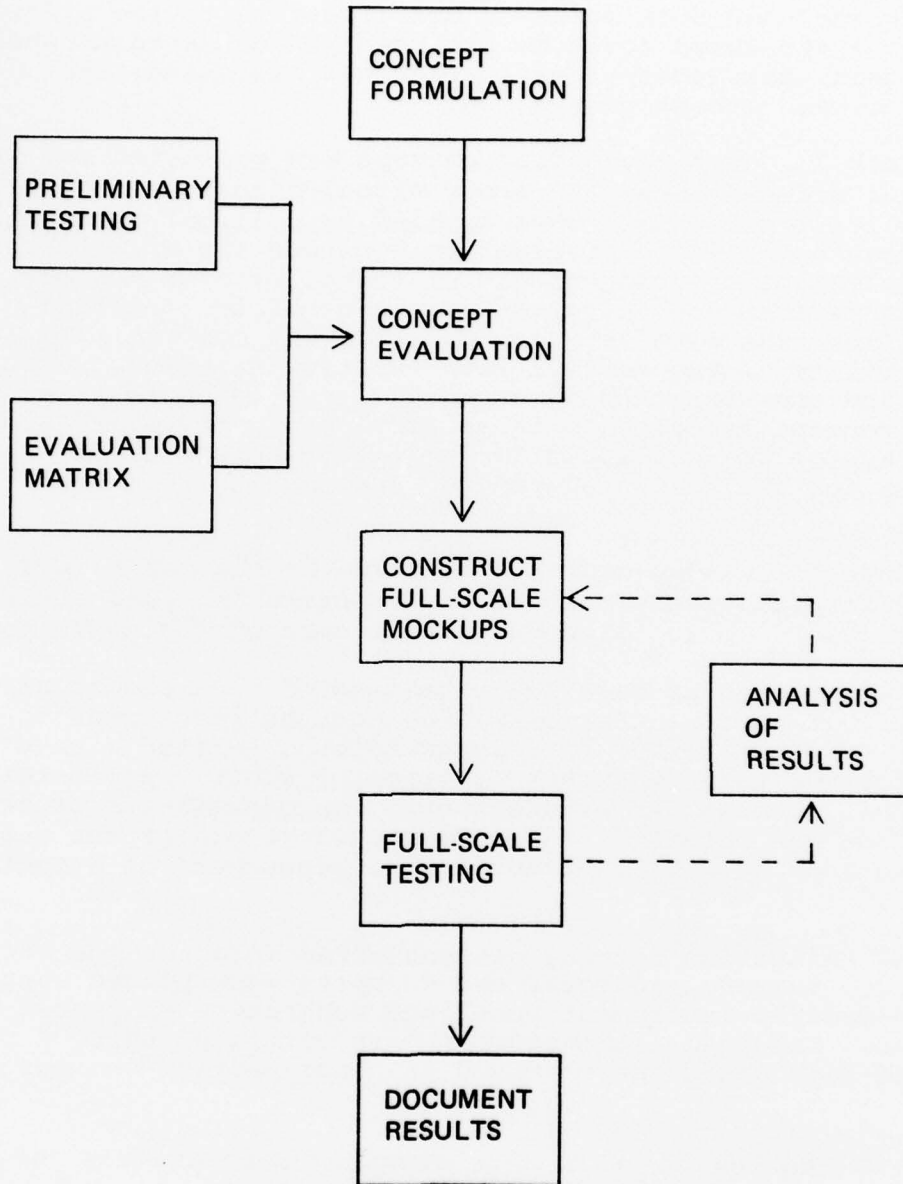 CONCEPT
FORMULATION
PRELIMINARY
TESTING
CONCEPT
EVALUATION
EVALUATION
MATRIX
CONSTRUCT
FULL-SCALE
MOCKUPS
ANALYSIS
OF
RESULTS
FULL-SCALE
TESTING
DOCUMENT
RESULTS